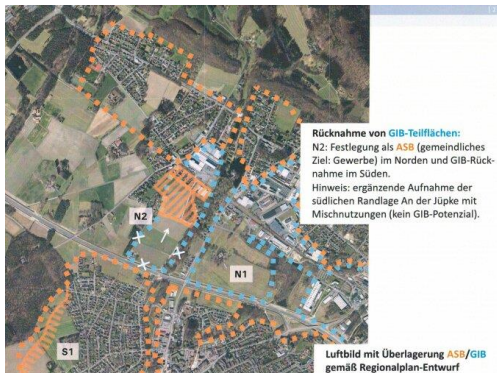 Rücknahme von GIB-Teilflächen:
N2: Festlegung als ASB (gemeindliches
Ziel: Gewerbe) im Norden und GIB-Rück-
nahme im Süden.
Hinweis: ergänzende Aufnahme der
südlichen Randlage An der Jüpke mit
Mischnutzungen (kein GIB-Potenzial).
N2
N1
S1
Luftbild mit Überlagerung ASB/GIB
gemäß Regionalplan-Entwurf